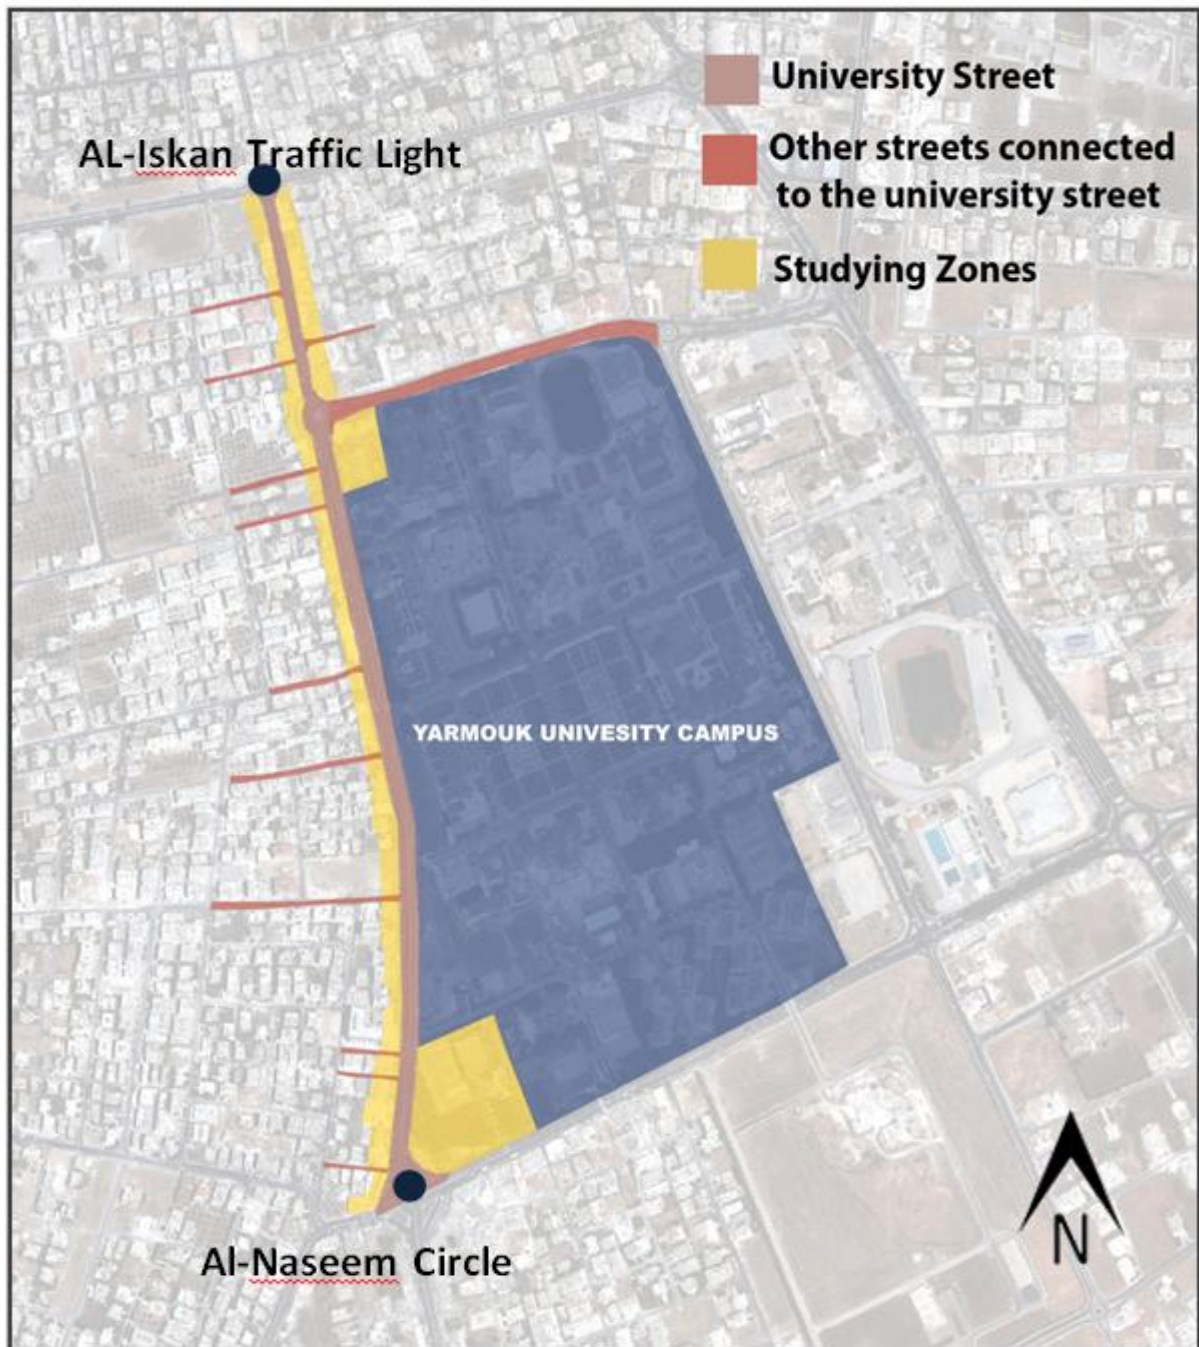 University Street
Other streets connected
to the university street
Studying Zones
AL-Iskan Traffic Light
YARMOUK UNIVESITY CAMPUS
Al-Naseem Circle
N